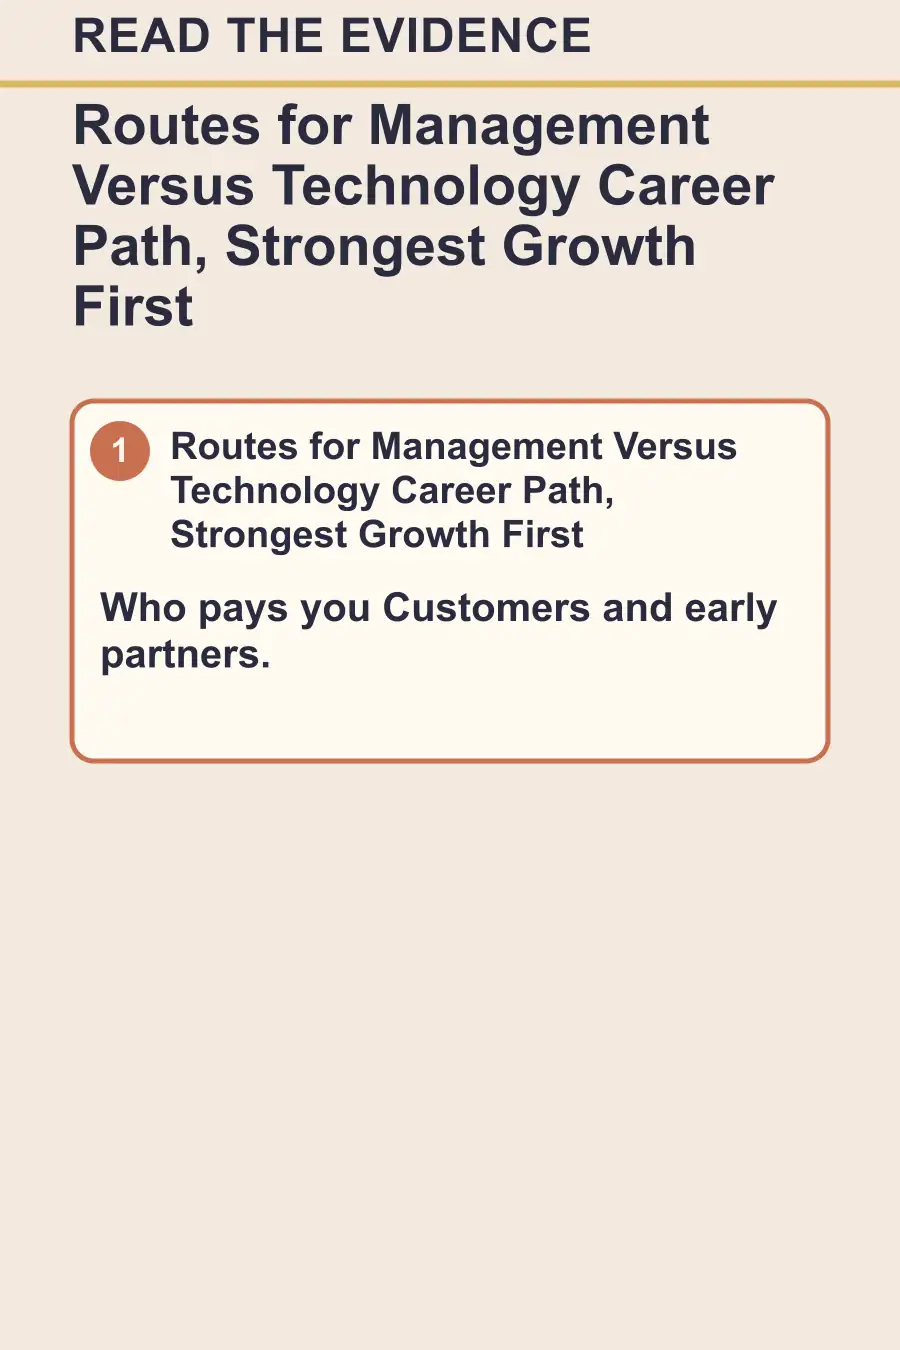 READ THE EVIDENCE
Routes for Management
Versus Technology Career
Path, Strongest Growth
First
1
Routes for Management Versus
Technology Career Path,
Strongest Growth First
Who pays you Customers and early
partners.